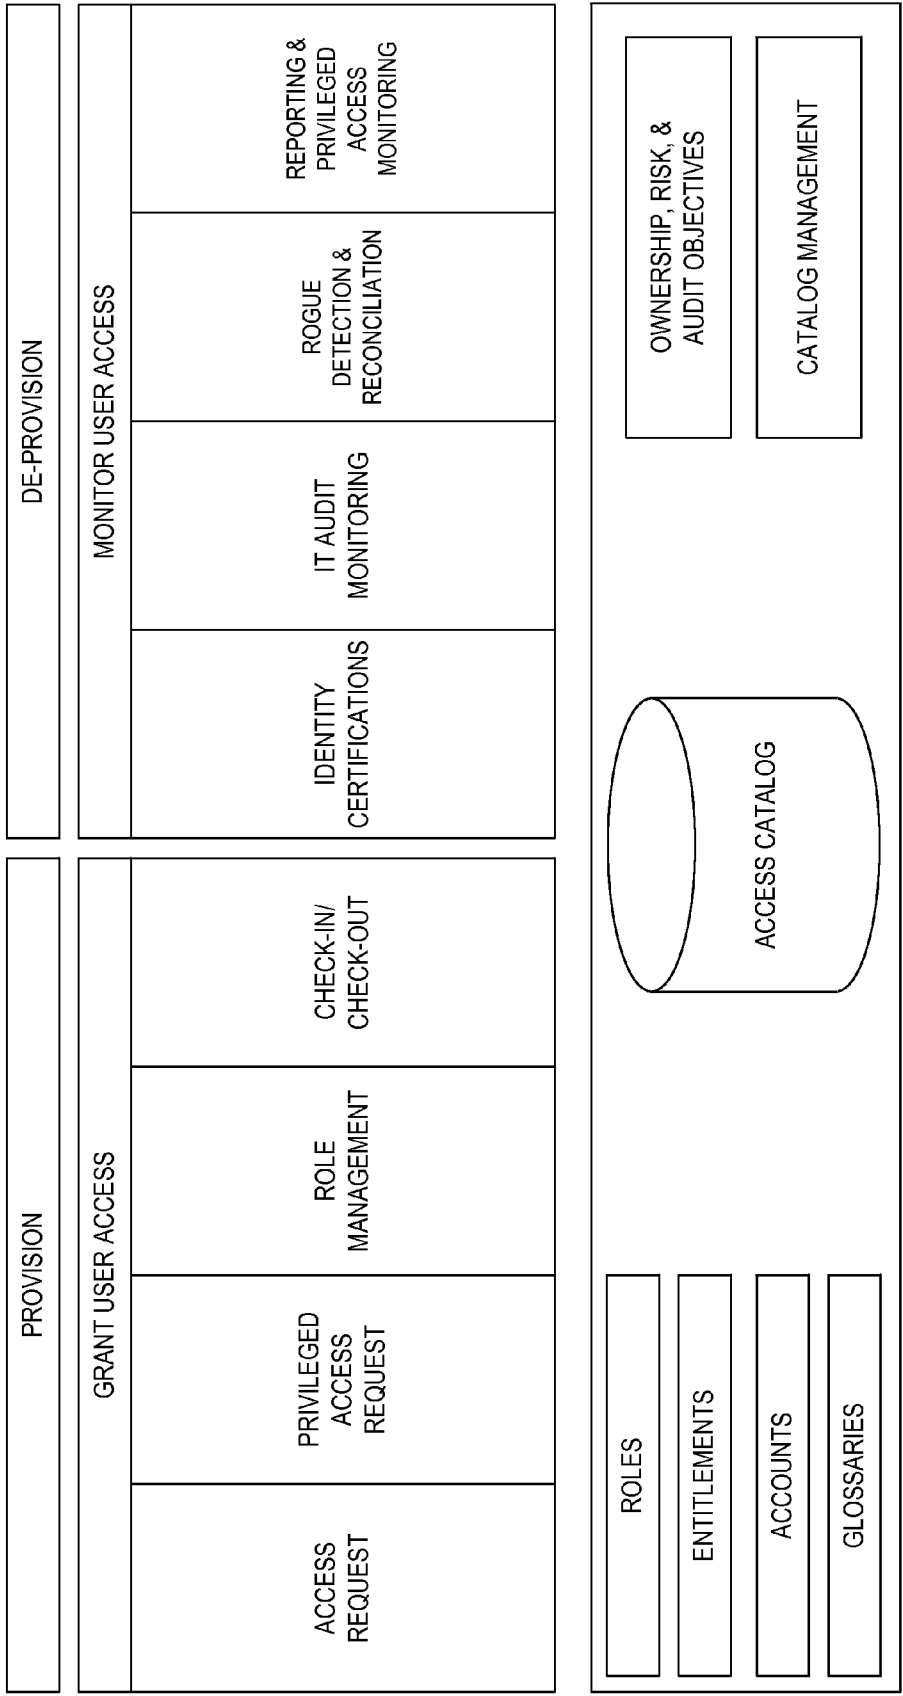 PROVISION
DE-PROVISION
GRANT USER ACCESS
MONITOR USER ACCESS
ACCESS
REQUEST
PRIVILEGED
ACCESS
REQUEST
ROLE
MANAGEMENT
CHECK-IN/
CHECK-OUT
IDENTITY
CERTIFICATIONS
IT AUDIT
MONITORING
ROGUE
DETECTION &
RECONCILIATION
REPORTING &
PRIVILEGED
ACCESS
MONITORING
ROLES
ENTITLEMENTS
ACCOUNTS
GLOSSARIES
ACCESS CATALOG
OWNERSHIP, RISK, &
AUDIT OBJECTIVES
CATALOG MANAGEMENT